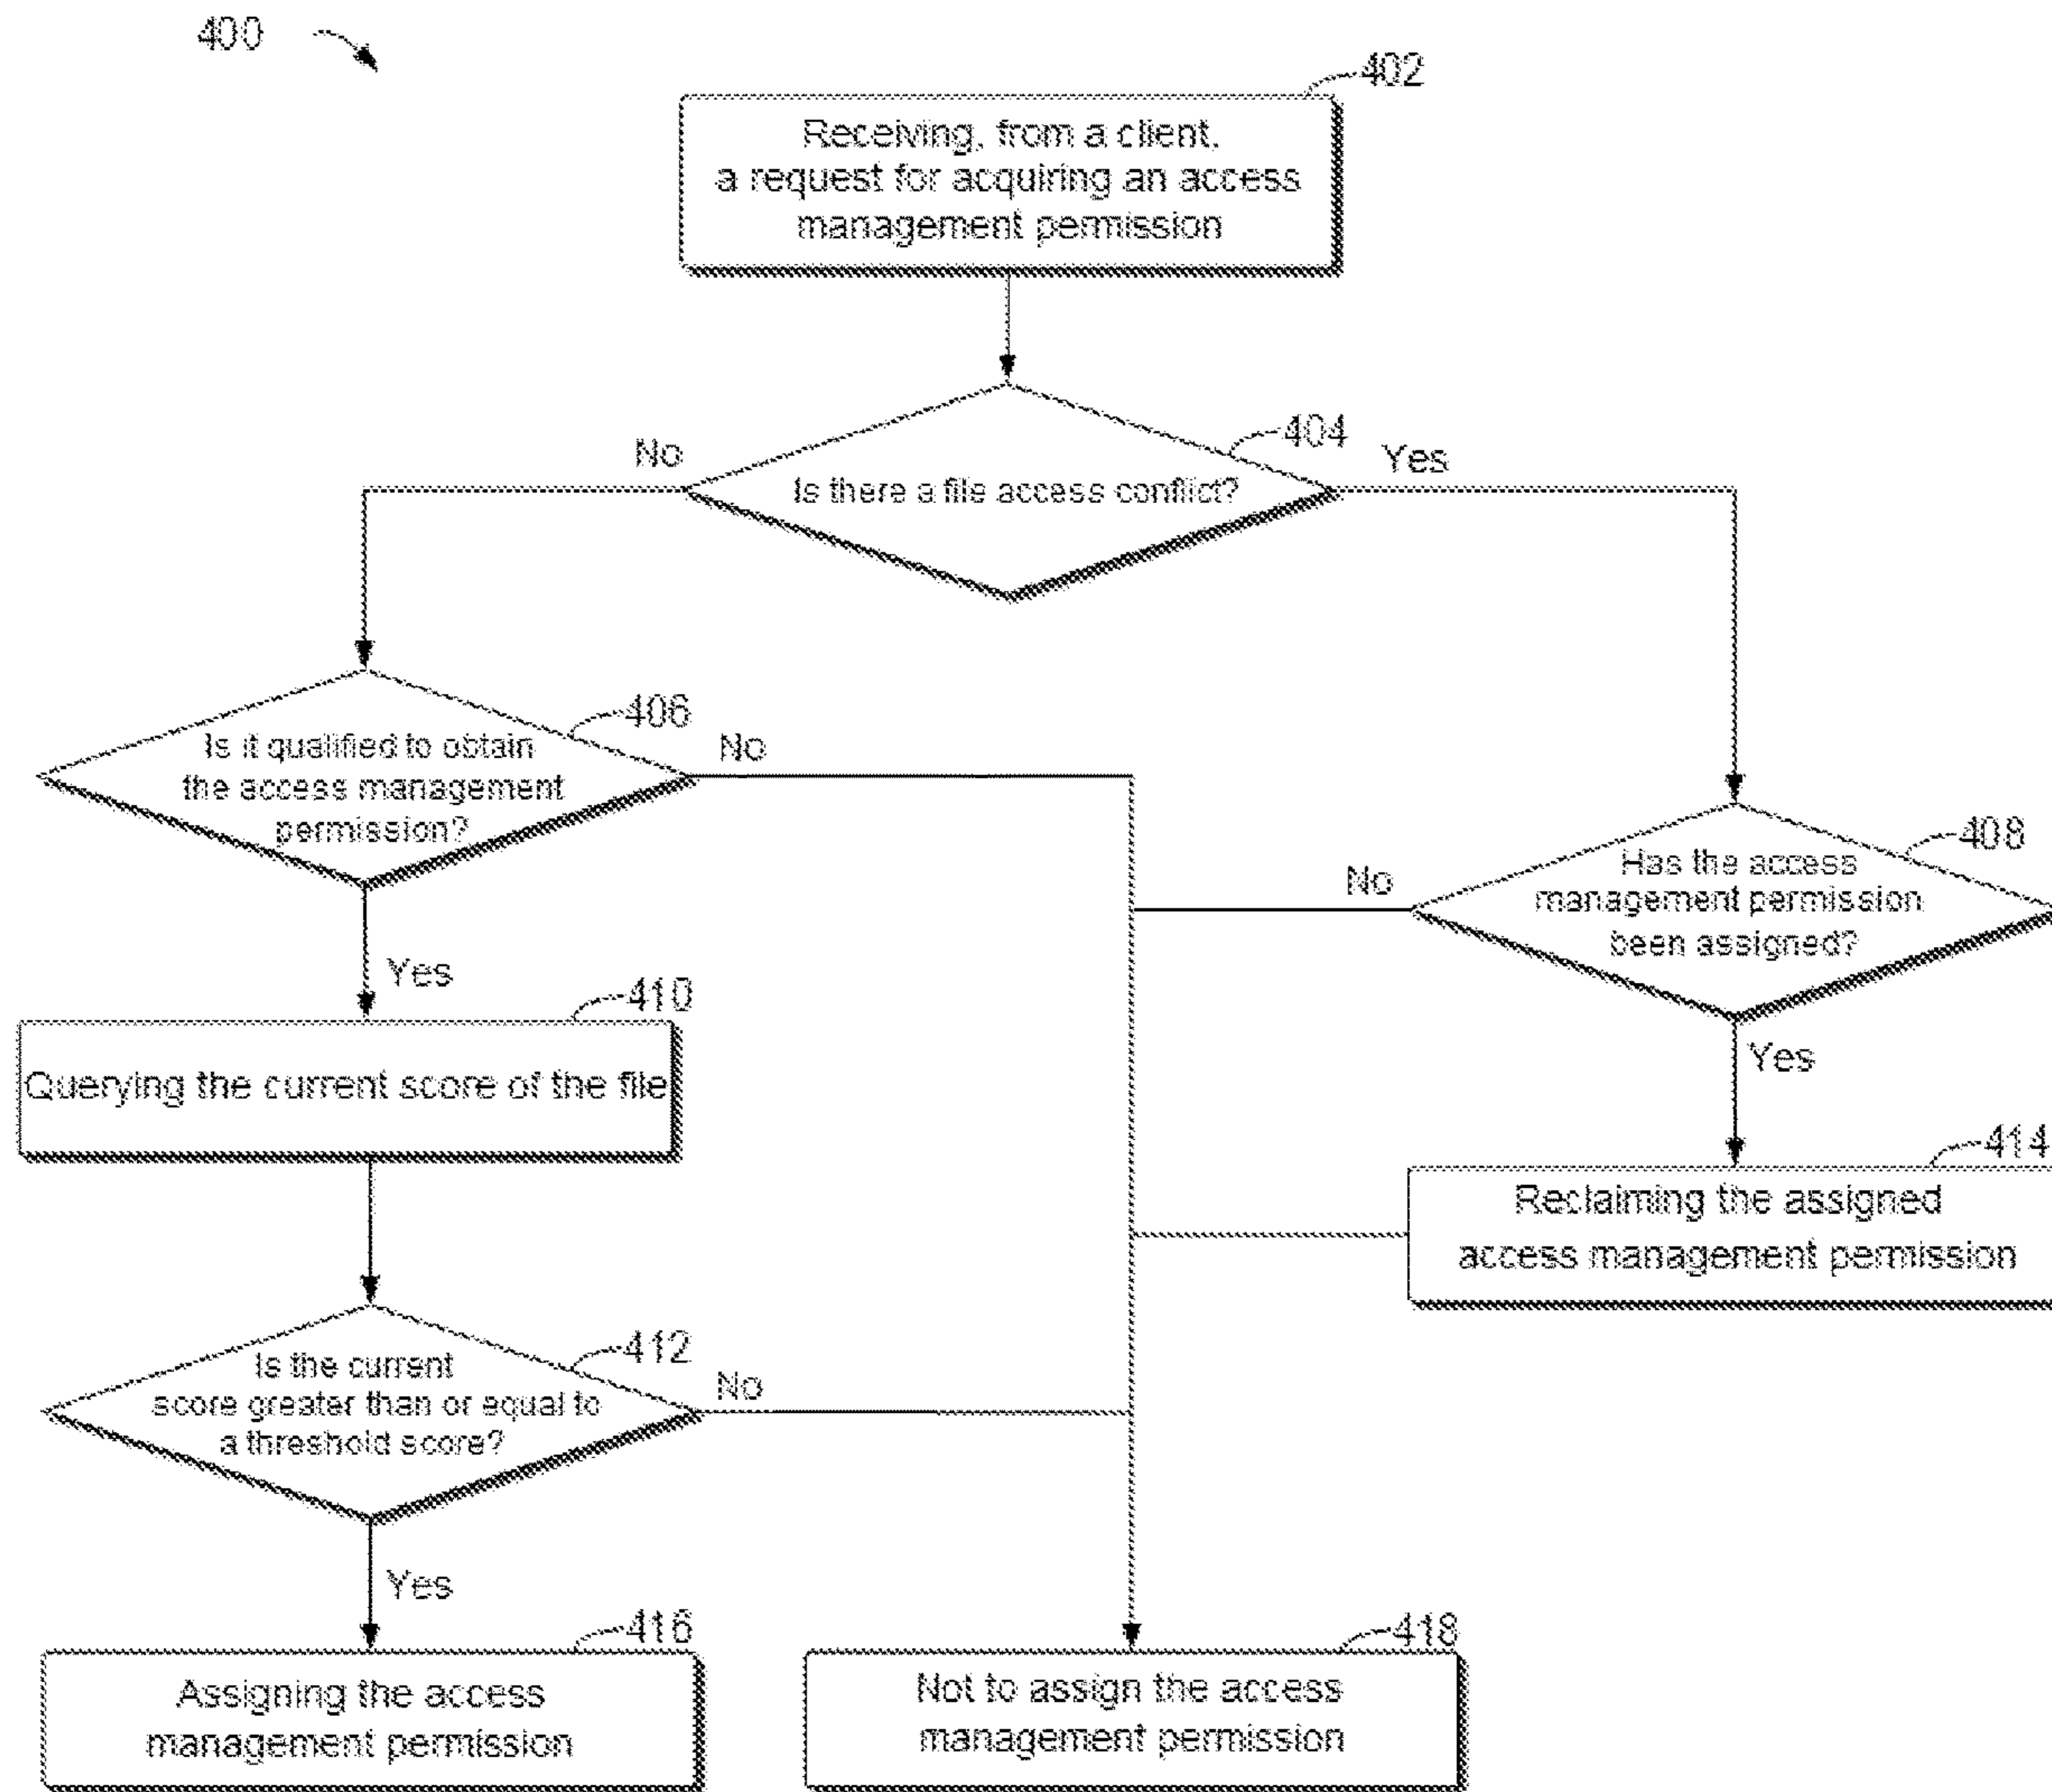 400
402
Receiving, from a client,
a request for acquiring an access
management permission
404
No
Yes
Is there a file access conflict?
406
Is it qualified to obtain
the access management
permission?
No
408
Has the access
management permission
been assigned?
No
Yes
410
Yes
Querying the current score of the file
414
Reclaiming the assigned
access management permission
412
Is the current
score greater than or equal to
a threshold score?
No
Yes
416
Assigning the access
management permission
418
Not to assign the access
management permission